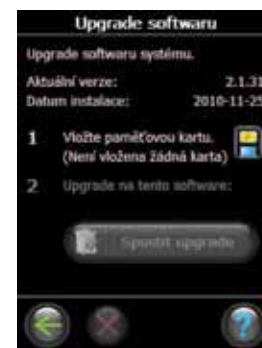 Upgrade softwaru
Upgrade softwaru systému.
Aktuální verze: 2.1.31
Datum instalace: 2010-11-25
1 Vložte paměťovou kartu.
(Není vložena žádná karta)
2 Upgrade na tento software:
Spustit upgrade